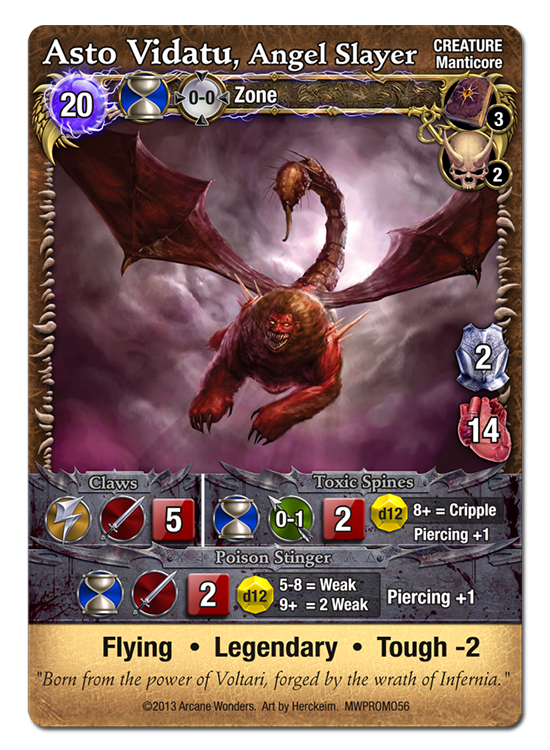 Asto Vidatu, Angel Slayer
CREATURE
Manticore
20
0-0 Zone
3
2
2
14
Claws
5
Toxic Spines
0-1 2 d12 8+ = Cripple
Piercing +1
Poison Stinger
2 d12 5-8 = Weak
9+ = 2 Weak
Piercing +1
Flying • Legendary • Tough -2
"Born from the power of Voltari, forged by the wrath of Infernia."
©2013 Arcane Wonders. Art by Herckeim. MWPROMO56